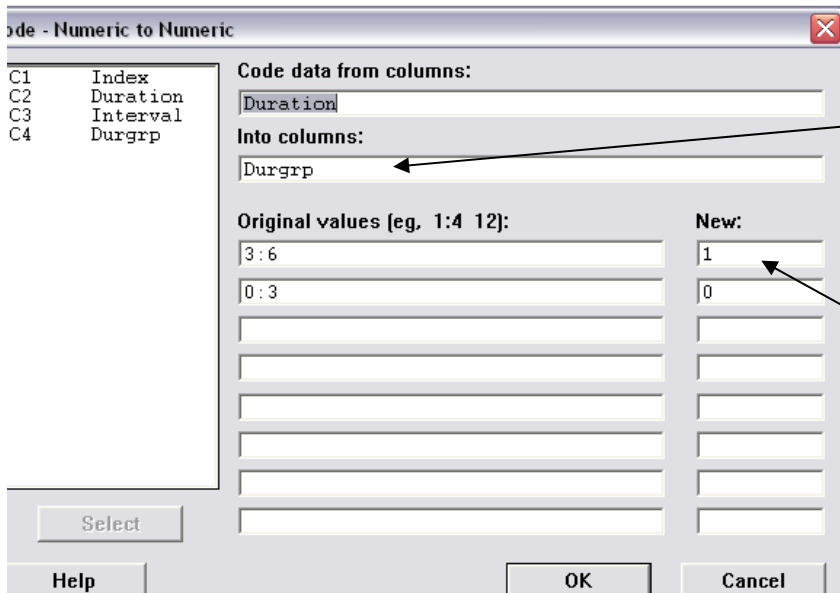 ode - Numeric to Numeric
C1 Index
C2 Duration
C3 Interval
C4 Durgrp
Code data from columns:
Duration
Into columns:
Durgrp
Original values (eg, 1:4 12): New:
3:6 1
0:3 0
Select
Help OK Cancel